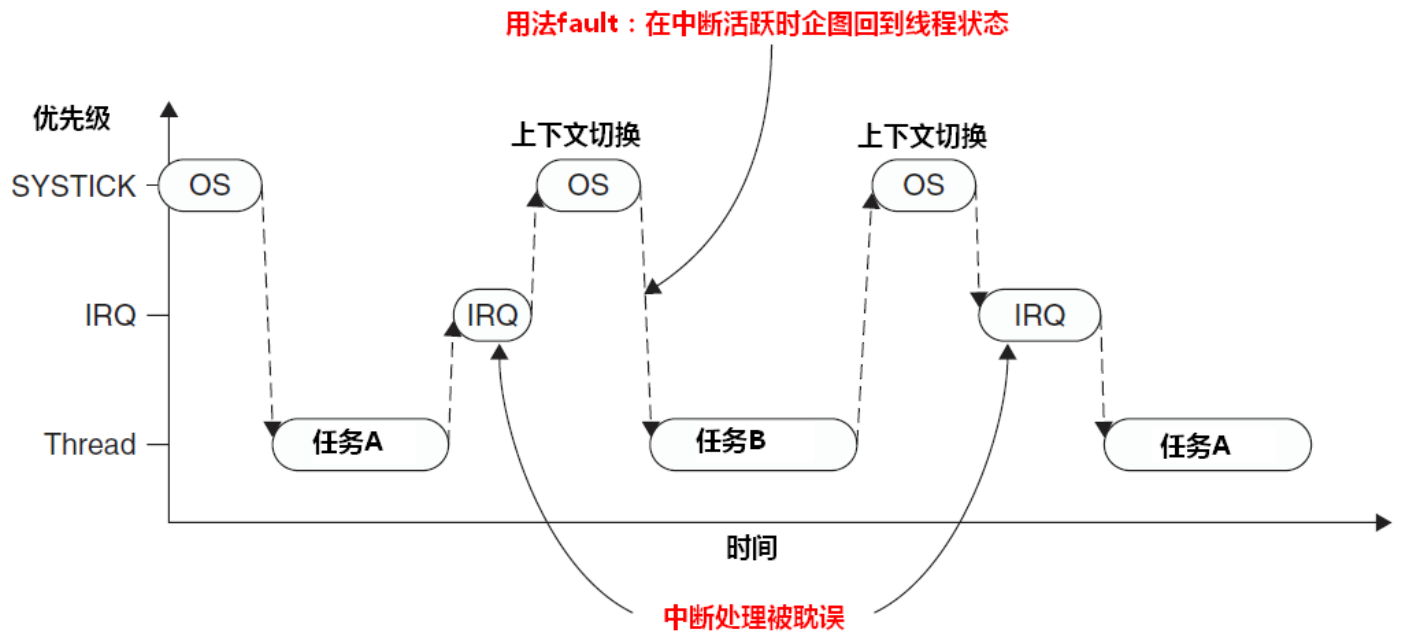 用法fault：在中断活跃时企图回到线程状态
优先级
上下文切换
上下文切换
SYSTICK
OS
OS
OS
IRQ
IRQ
IRQ
Thread
任务A
任务B
任务A
时间
中断处理被耽误